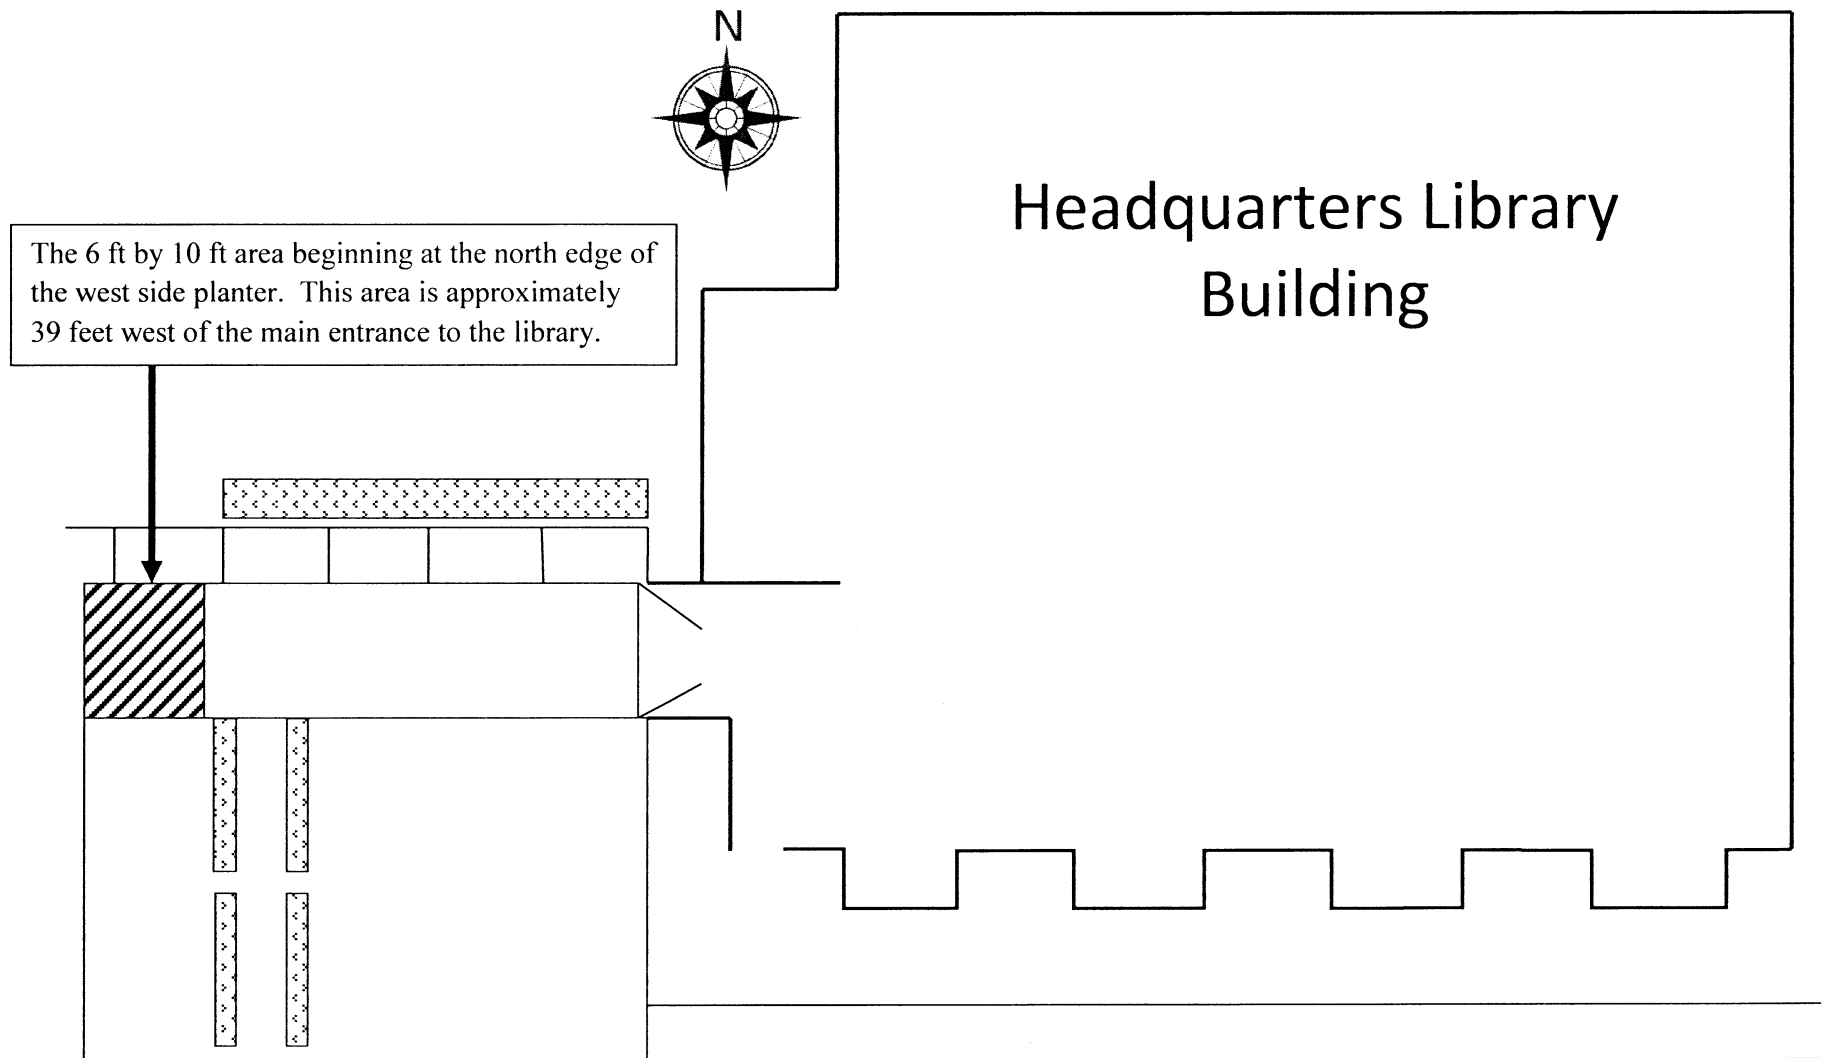 N
Headquarters Library
Building
The 6 ft by 10 ft area beginning at the north edge of
the west side planter. This area is approximately
39 feet west of the main entrance to the library.